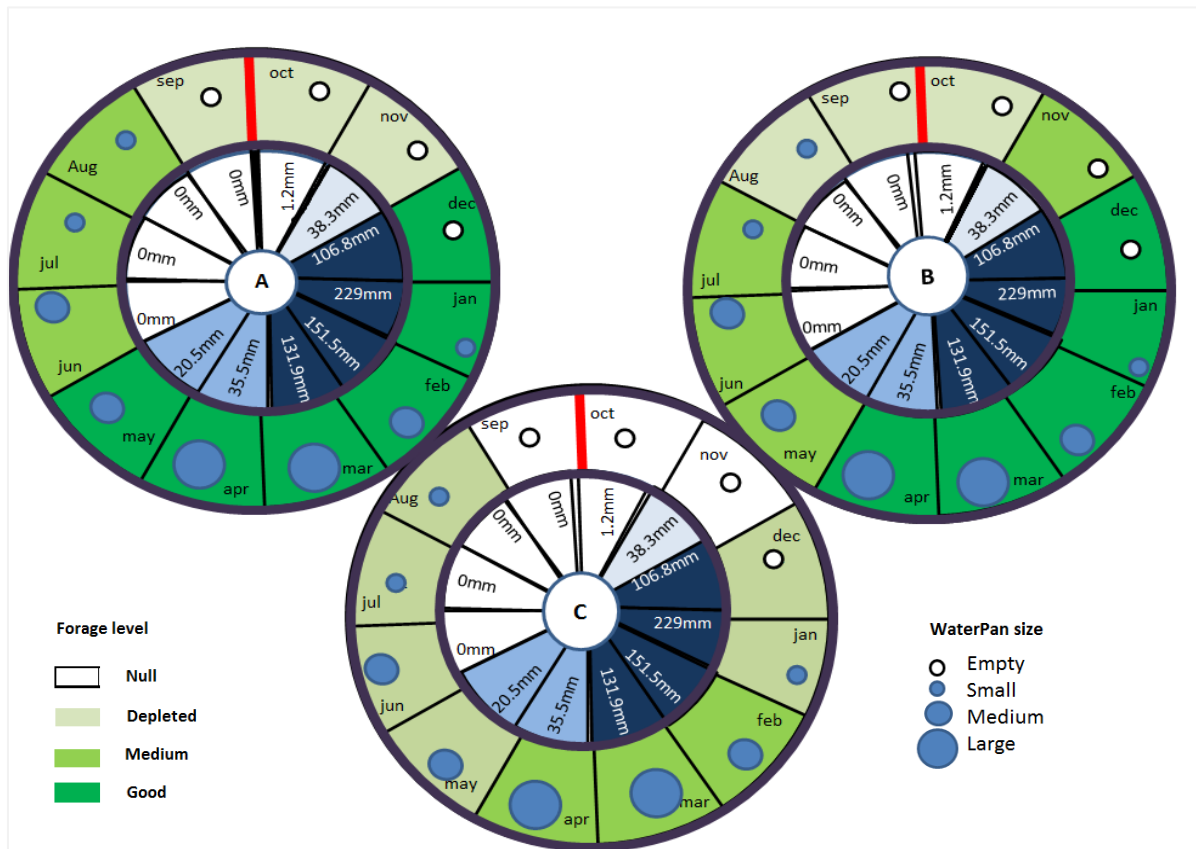 sep
oct
nov
dec
jan
feb
mar
apr
may
jun
jul
Aug
0mm
1.2mm
38.3mm
106.8mm
229mm
151.5mm
131.9mm
35.5mm
20.5mm
0mm
0mm
0mm
A
sep
oct
nov
dec
jan
feb
mar
apr
may
jun
jul
Aug
0mm
1.2mm
38.3mm
106.8mm
229mm
151.5mm
131.9mm
35.5mm
20.5mm
0mm
0mm
0mm
B
sep
oct
nov
dec
jan
feb
mar
apr
may
jun
jul
Aug
0mm
1.2mm
38.3mm
106.8mm
229mm
151.5mm
131.9mm
35.5mm
20.5mm
0mm
0mm
0mm
C
Forage level
Null
Depleted
Medium
Good
WaterPan size
Empty
Small
Medium
Large